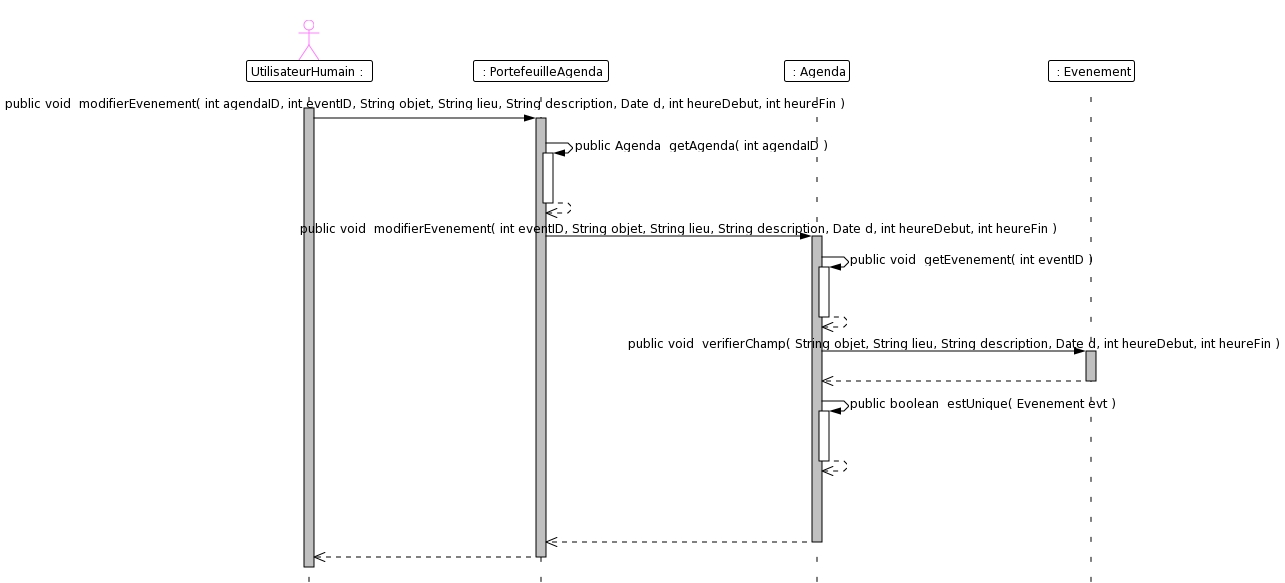 UtilisateurHumain :
: PortefeuilleAgenda
: Agenda
: Evenement
public void modifierEvenement( int agendaID, int eventID, String objet, String lieu, String description, Date d, int heureDebut, int heureFin )
public Agenda getAgenda( int agendaID )
public void modifierEvenement( int eventID, String objet, String lieu, String description, Date d, int heureDebut, int heureFin )
public void getEvenement( int eventID )
public void verifierChamp( String objet, String lieu, String description, Date d, int heureDebut, int heureFin )
public boolean estUnique( Evenement evt )